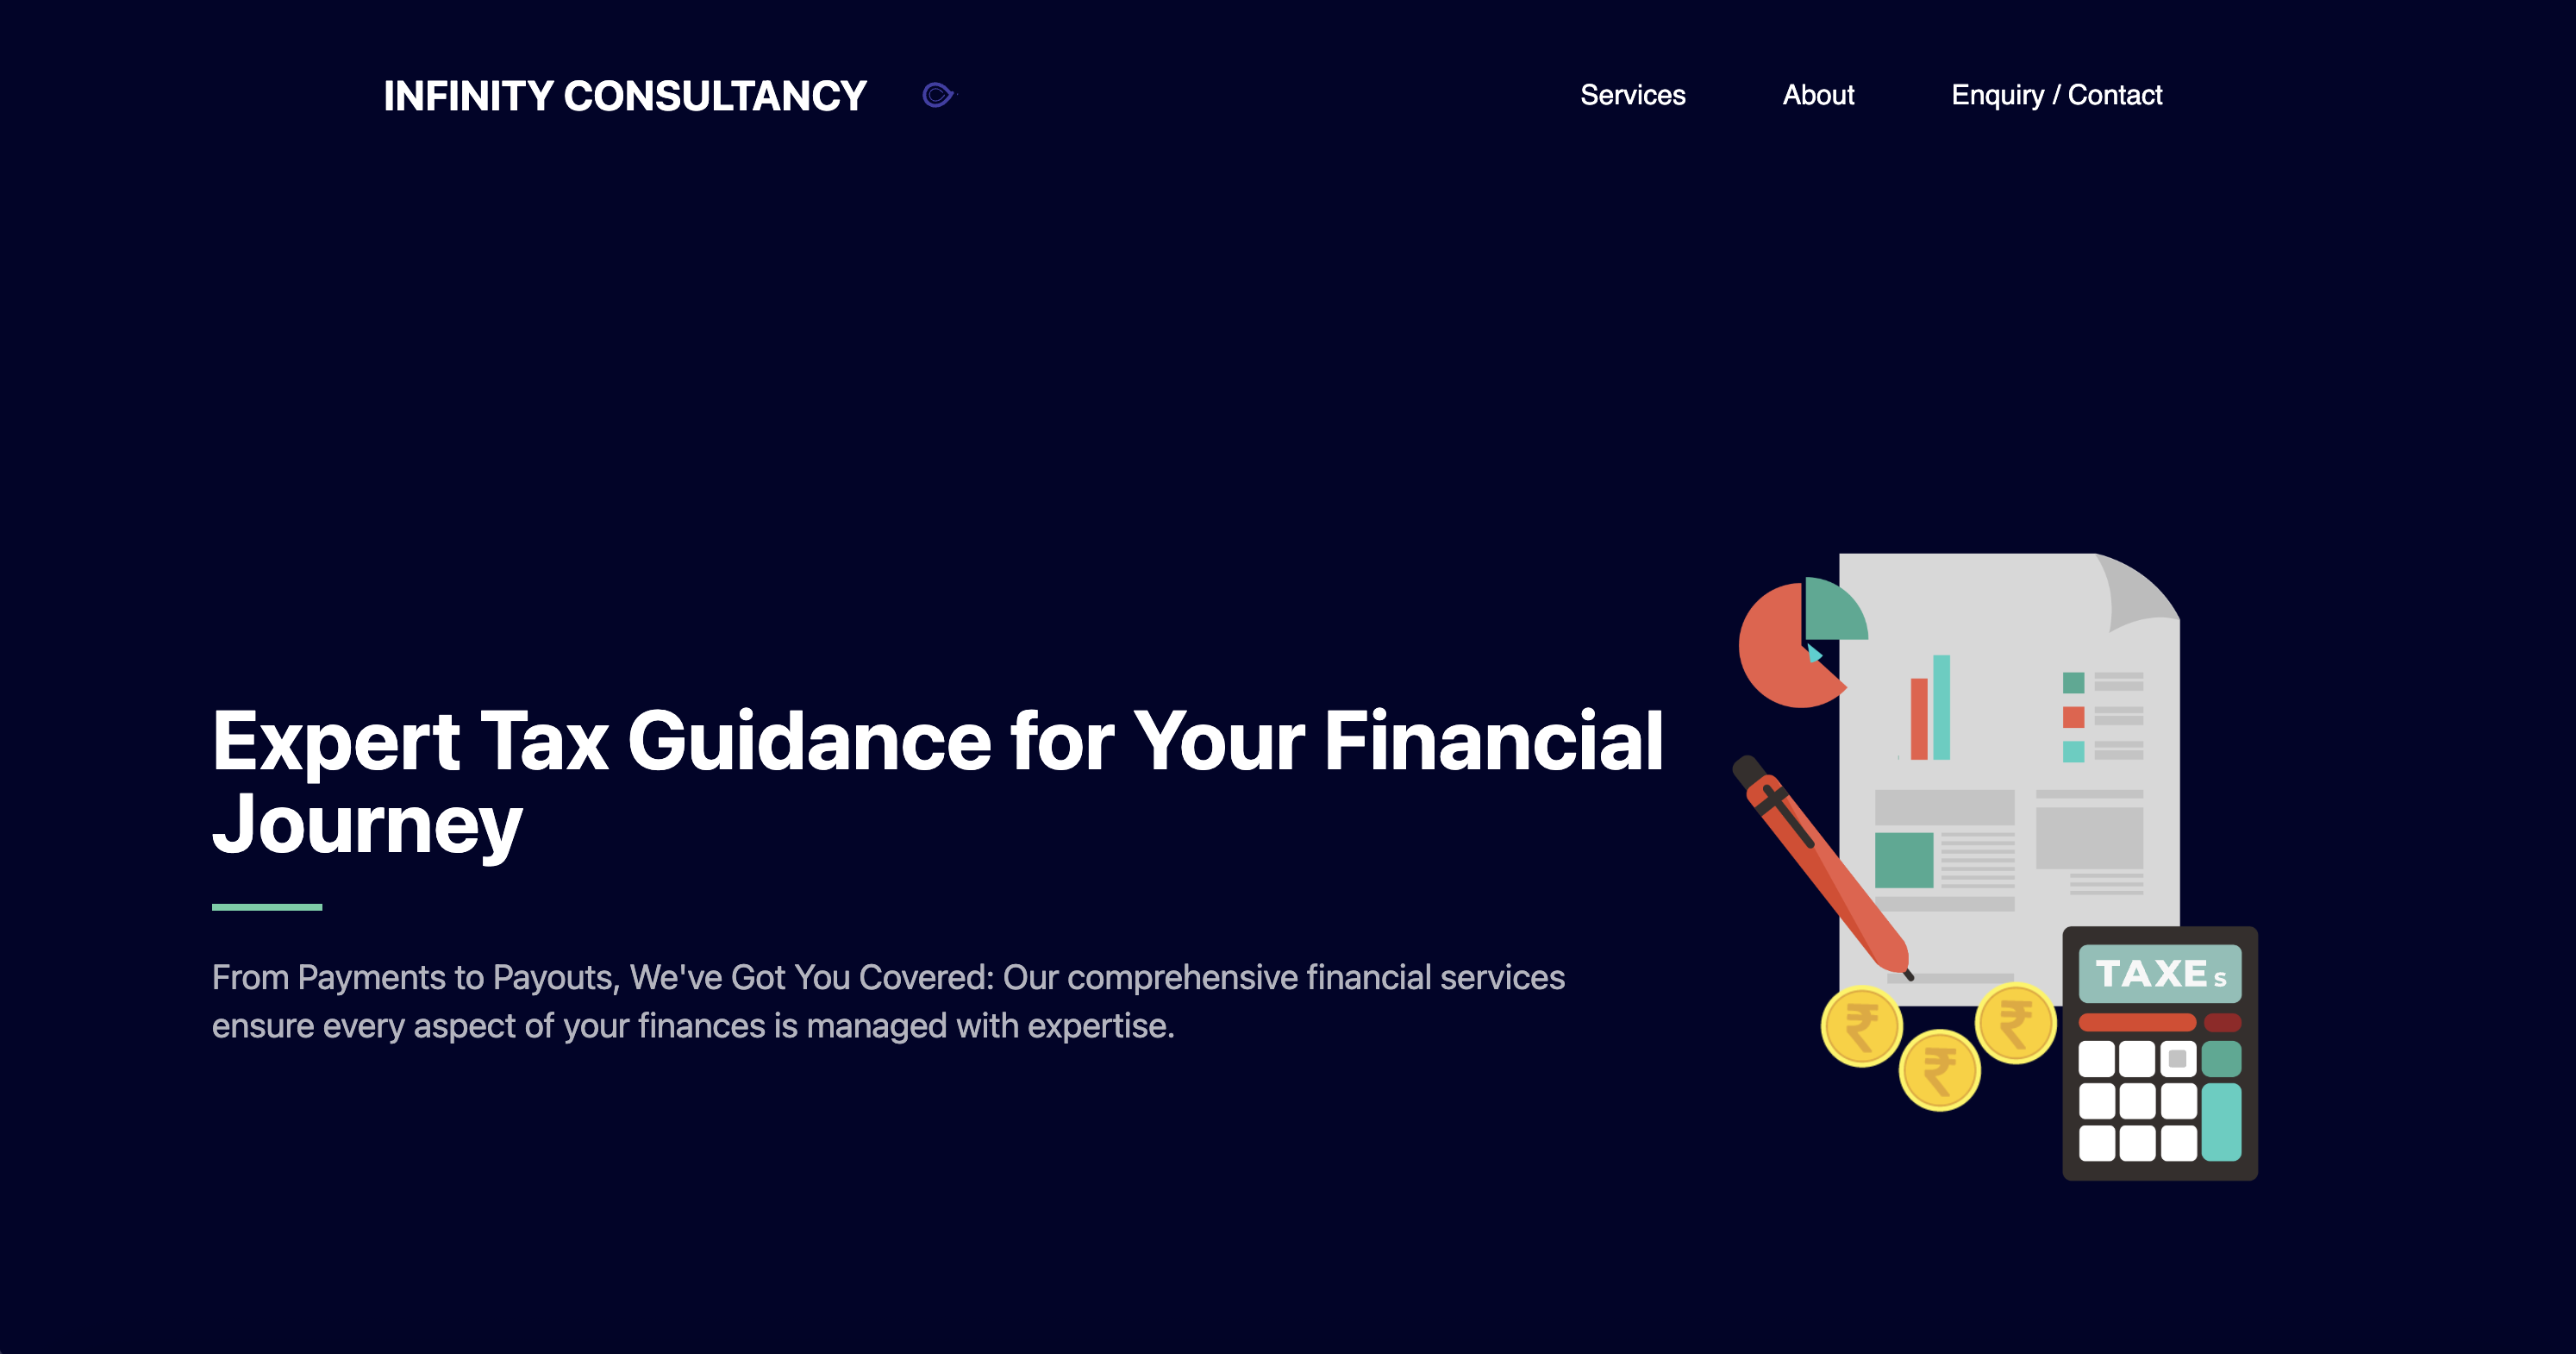 INFINITY CONSULTANCY
Services About Enquiry / Contact
Expert Tax Guidance for Your Financial
Journey
From Payments to Payouts, We've Got You Covered: Our comprehensive financial services
ensure every aspect of your finances is managed with expertise.
TAXE s
₹ ₹ ₹